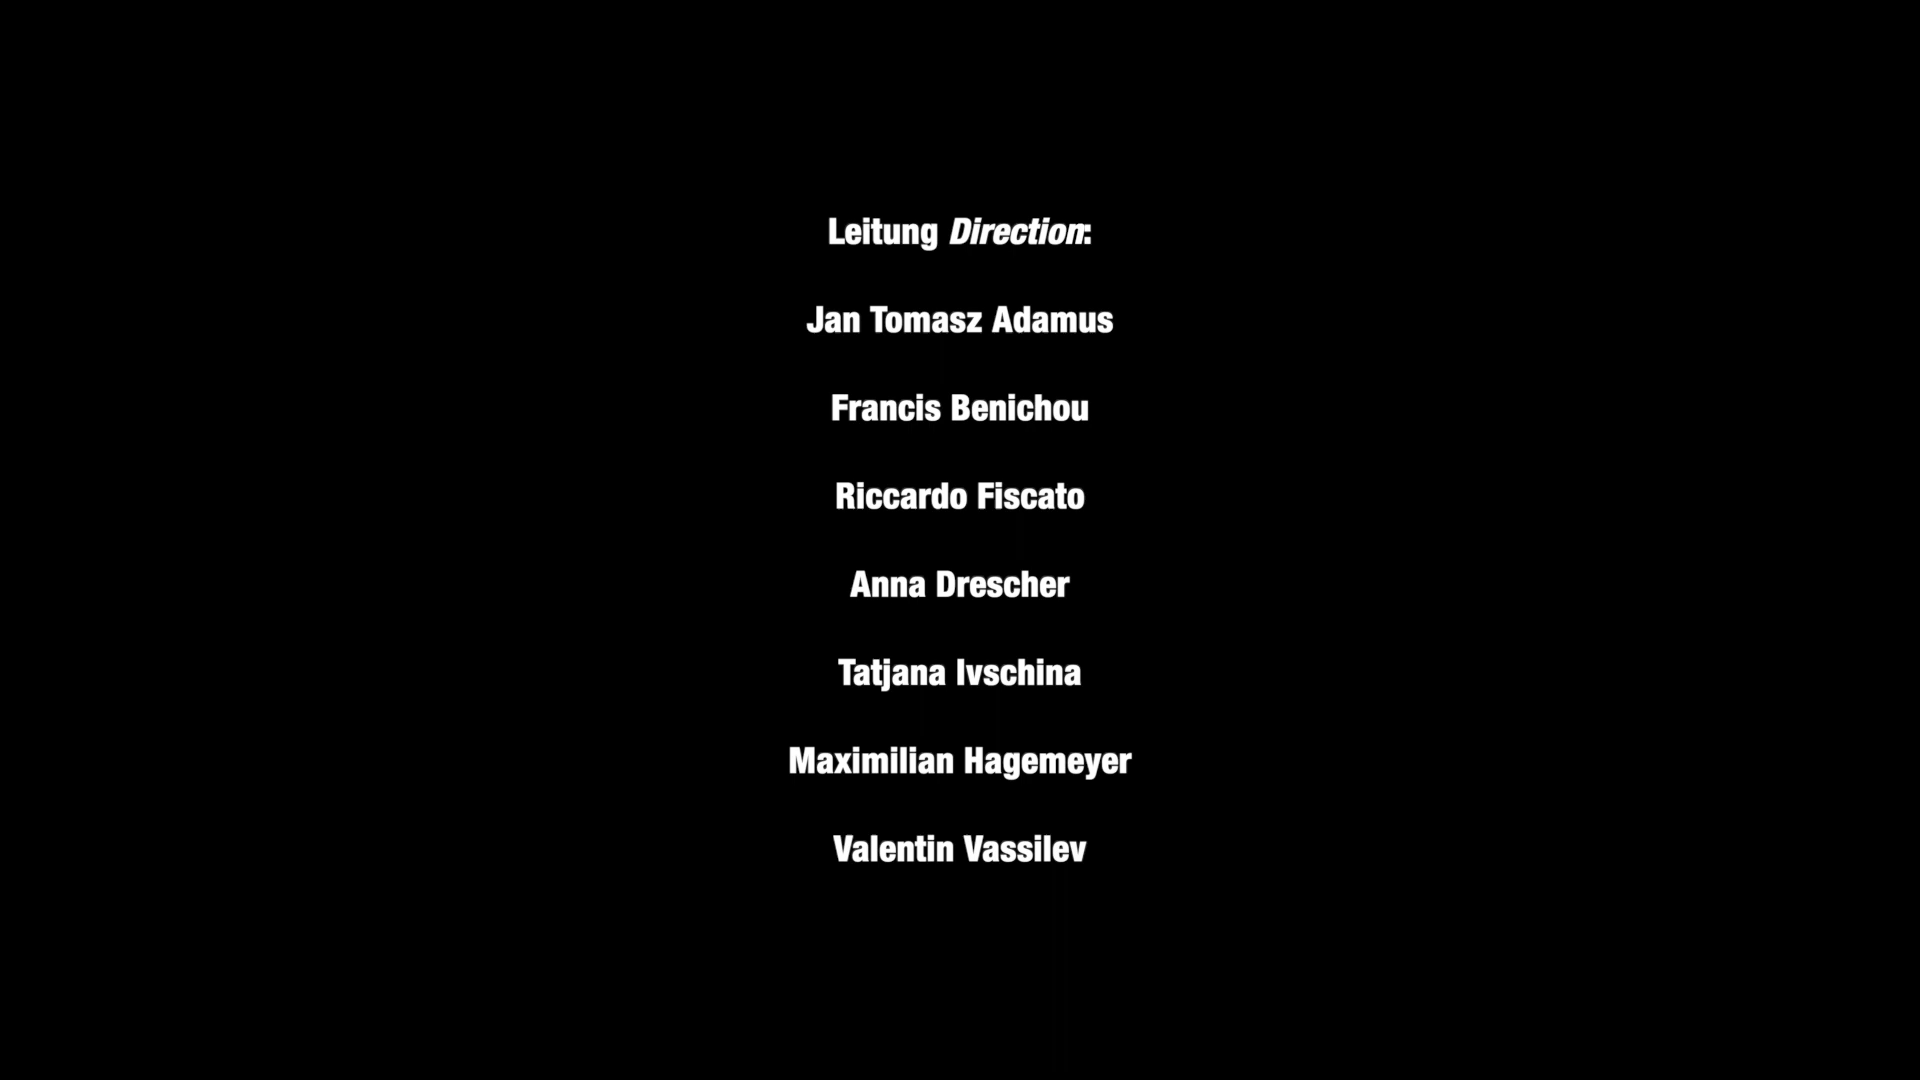 Leitung Direction:
Jan Tomasz Adamus
Francis Benichou
Riccardo Fiscato
Anna Drescher
Tatjana Ivschina
Maximilian Hagemeyer
Valentin Vassilev